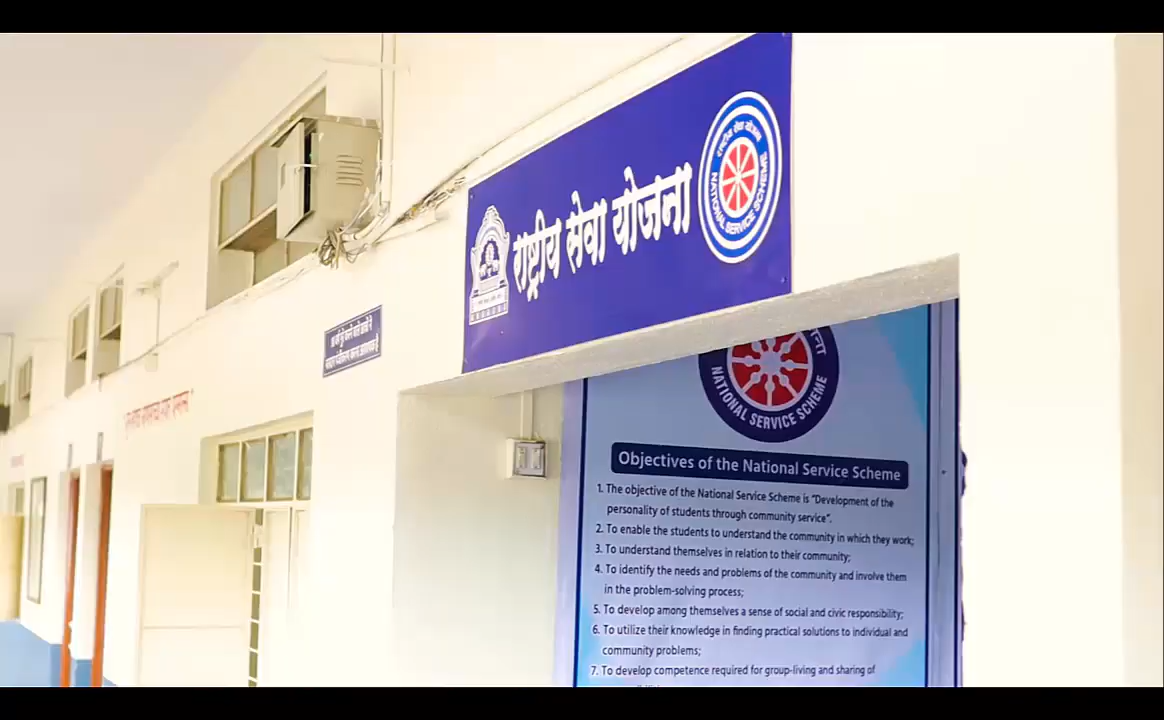 राष्ट्रीय सेवा योजना
राष्ट्रीय सेवा योजना
NATIONAL SERVICE SCHEME
NATIONAL SERVICE SCHEME
Objectives of the National Service Scheme
1. The objective of the National Service Scheme is "Development of the
personality of students through community service".
2. To enable the students to understand the community in which they work;
3. To understand themselves in relation to their community;
4. To identify the needs and problems of the community and involve them
in the problem-solving process;
5. To develop among themselves a sense of social and civic responsibility;
6. To utilize their knowledge in finding practical solutions to individual and
community problems;
7. To develop competence required for group-living and sharing of